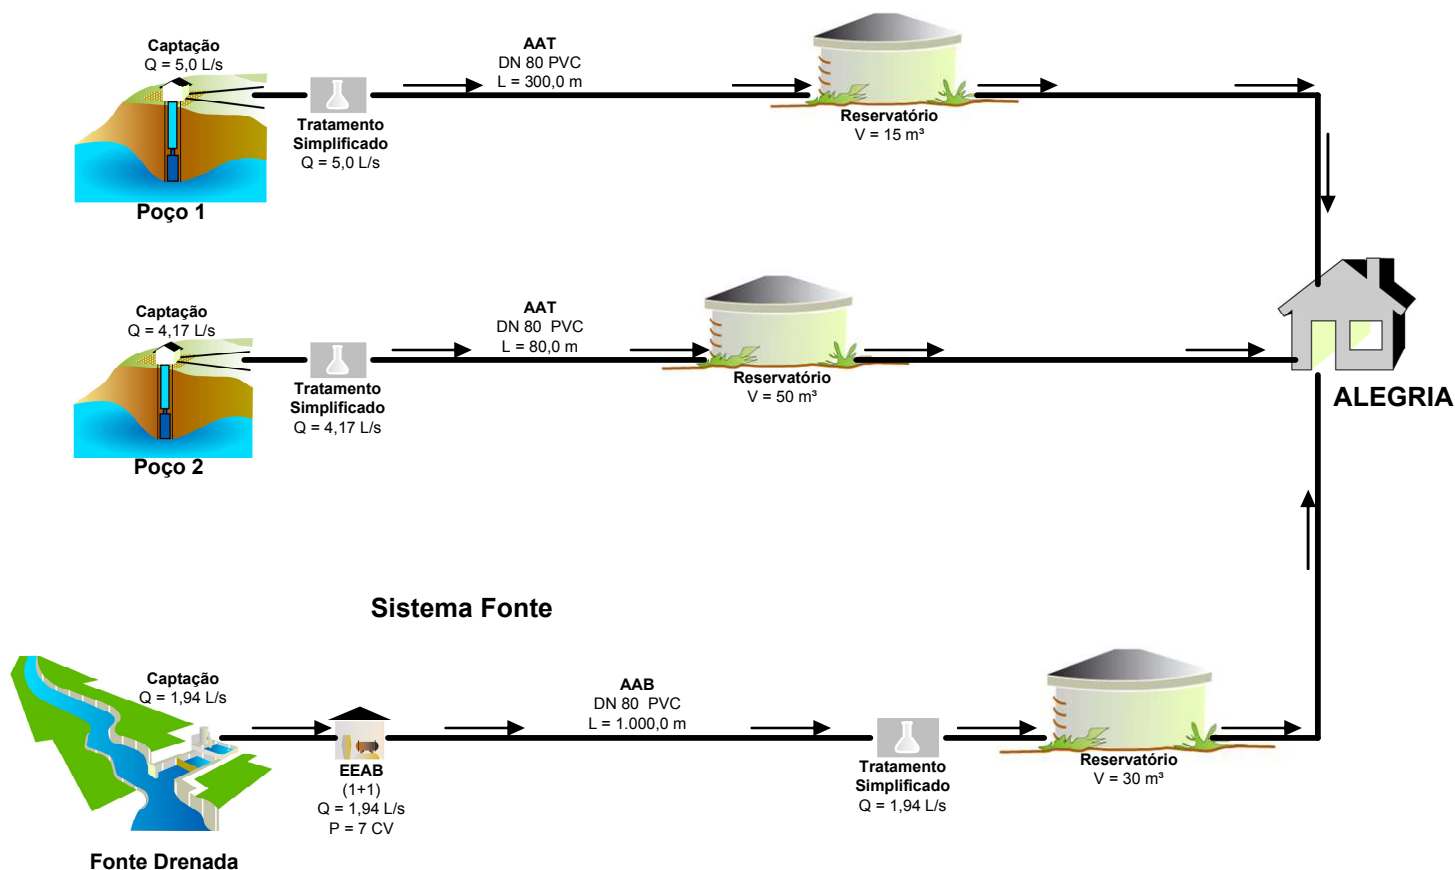 Captação
Q = 5,0 L/s
Tratamento
Simplificado
Q = 5,0 L/s
Poço 1
AAT
DN 80 PVC
L = 300,0 m
Reservatório
V = 15 m³
Captação
Q = 4,17 L/s
Tratamento
Simplificado
Q = 4,17 L/s
Poço 2
AAT
DN 80 PVC
L = 80,0 m
Reservatório
V = 50 m³
ALEGRIA
Sistema Fonte
Captação
Q = 1,94 L/s
Fonte Drenada
EEAB
(1+1)
Q = 1,94 L/s
P = 7 CV
AAB
DN 80 PVC
L = 1.000,0 m
Tratamento
Simplificado
Q = 1,94 L/s
Reservatório
V = 30 m³